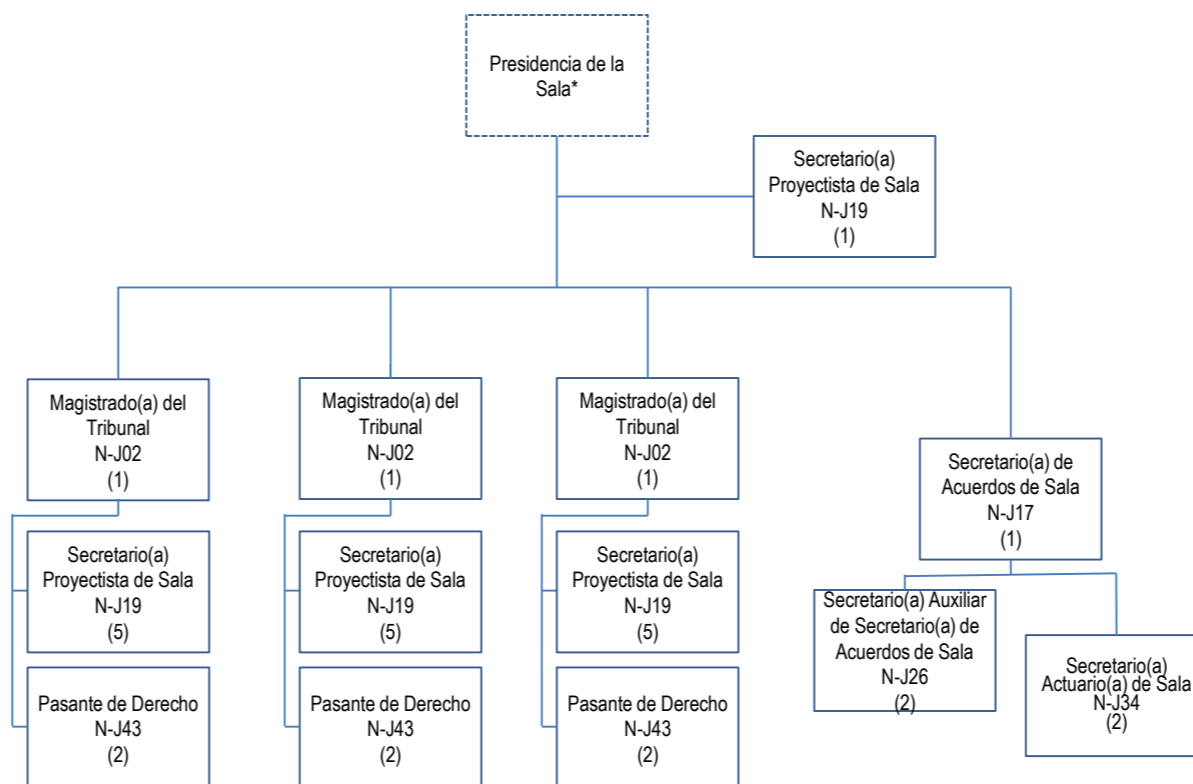 Presidencia de la
Sala*
Secretario(a)
Proyectista de Sala
N-J19
(1)
Magistrado(a) del
Tribunal
N-J02
(1)
Secretario(a)
Proyectista de Sala
N-J19
(5)
Pasante de Derecho
N-J43
(2)
Magistrado(a) del
Tribunal
N-J02
(1)
Secretario(a)
Proyectista de Sala
N-J19
(5)
Pasante de Derecho
N-J43
(2)
Magistrado(a) del
Tribunal
N-J02
(1)
Secretario(a)
Proyectista de Sala
N-J19
(5)
Pasante de Derecho
N-J43
(2)
Secretario(a) de
Acuerdos de Sala
N-J17
(1)
Secretario(a) Auxiliar
de Secretario(a) de
Acuerdos de Sala
N-J26
(2)
Secretario(a)
Actuario(a) de Sala
N-J34
(2)